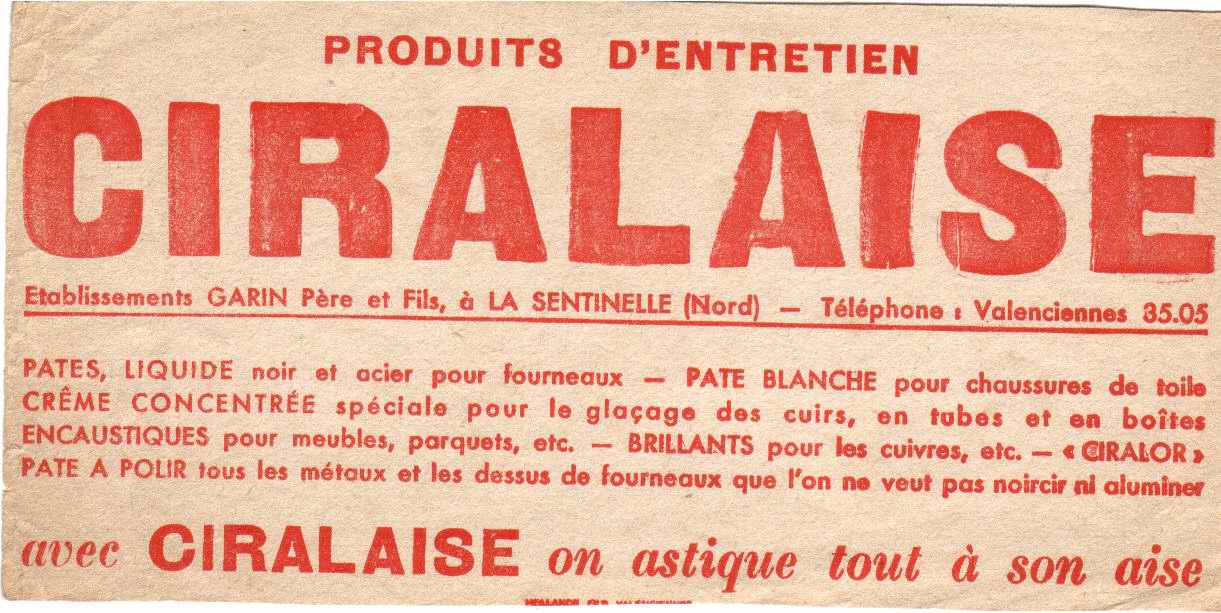 PRODUITS D'ENTRETIEN
CIRALAISE
Etablissements GARIN Père et Fils, à LA SENTINELLE (Nord) — Téléphone : Valenciennes 35.05
PATES, LIQUIDE noir et acier pour fourneaux — PATE BLANCHE pour chaussures de toile
CRÊME CONCENTRÉE spéciale pour le glaçage des cuirs, en tubes et en boîtes
ENCAUSTIQUES pour meubles, parquets, etc. — BRILLANTS pour les cuivres, etc. — « CIRALOR »
PATE A POLIR tous les métaux et les dessus de fourneaux que l'on ne veut pas noircir ni aluminer
avec CIRALAISE on astique tout à son aise